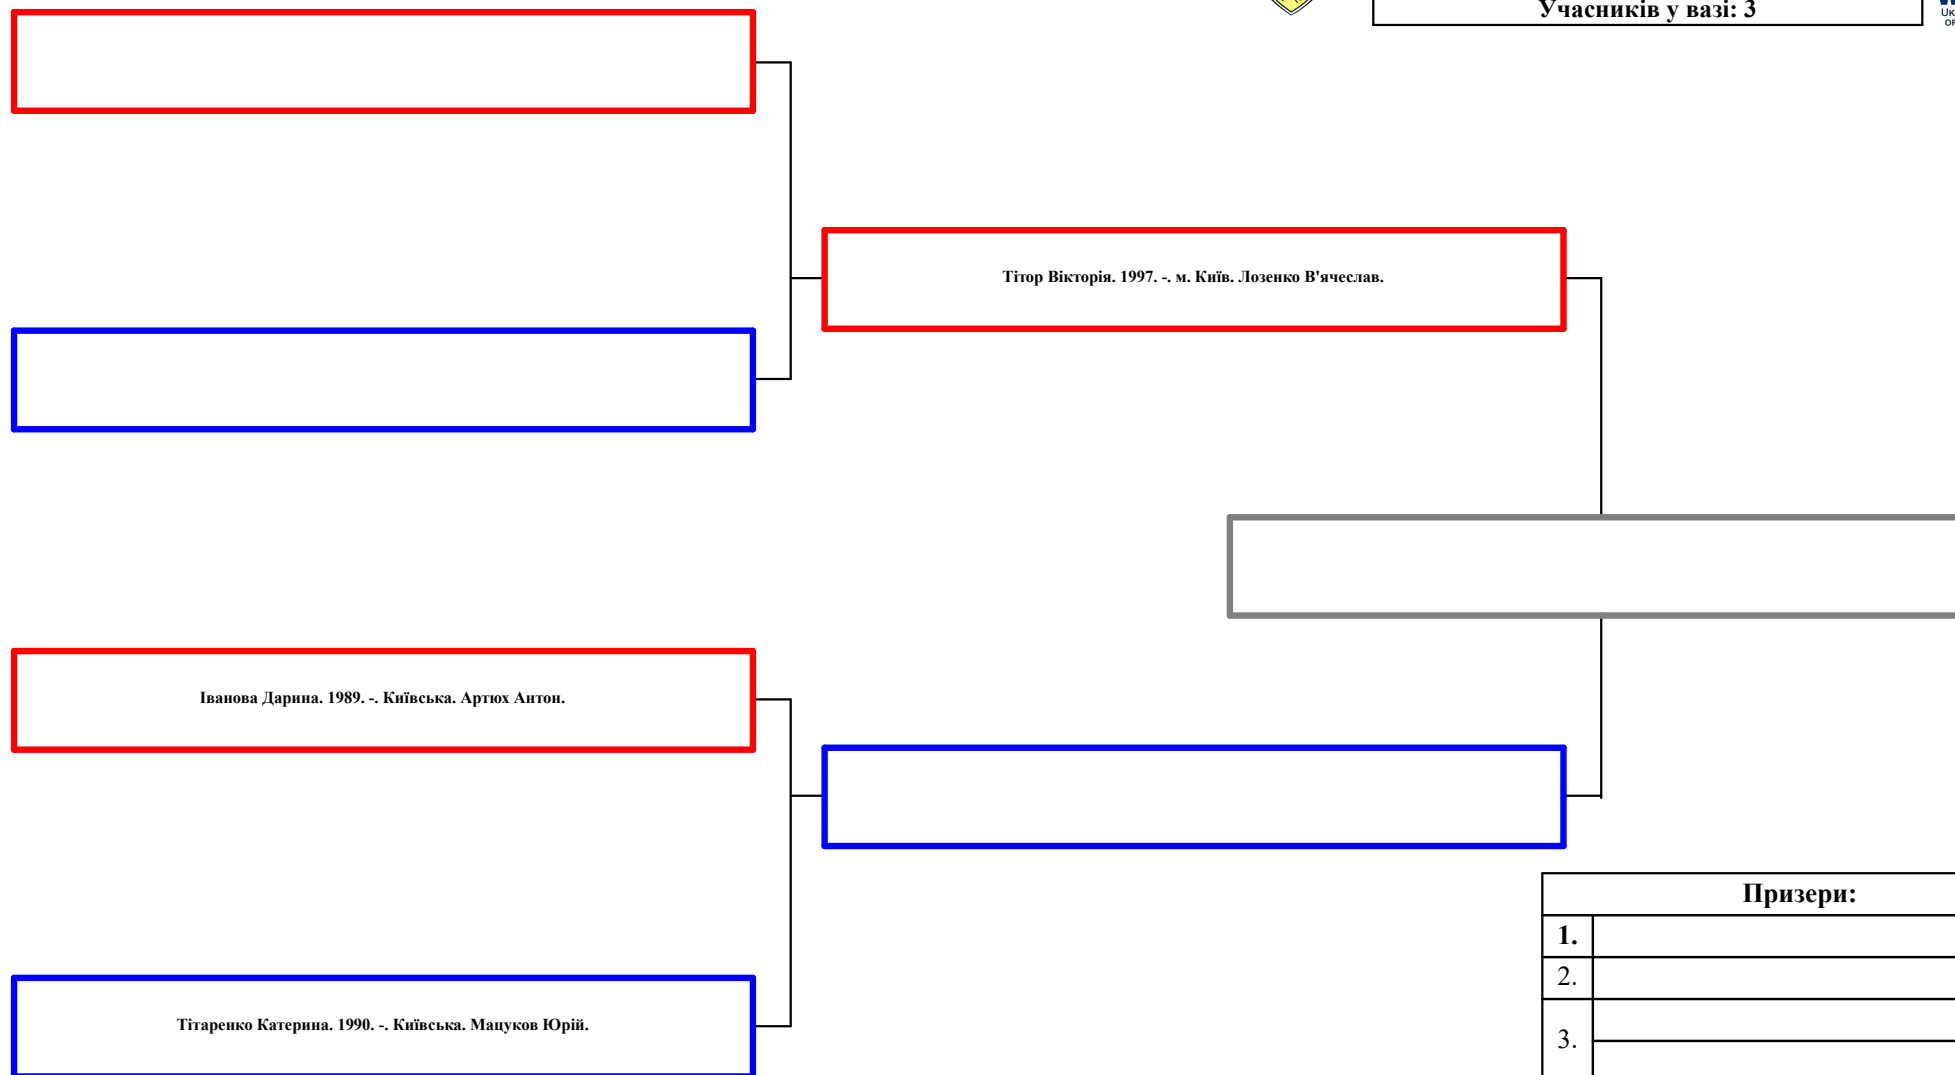 Учасників у вазі: 3
Тітор Вікторія. 1997. -. м. Київ. Лозенко В'ячеслав.
Іванова Дарина. 1989. -. Київська. Артюх Антон.
Тітаренко Катерина. 1990. -. Київська. Мацуков Юрій.
Призери:
1.
2.
3.